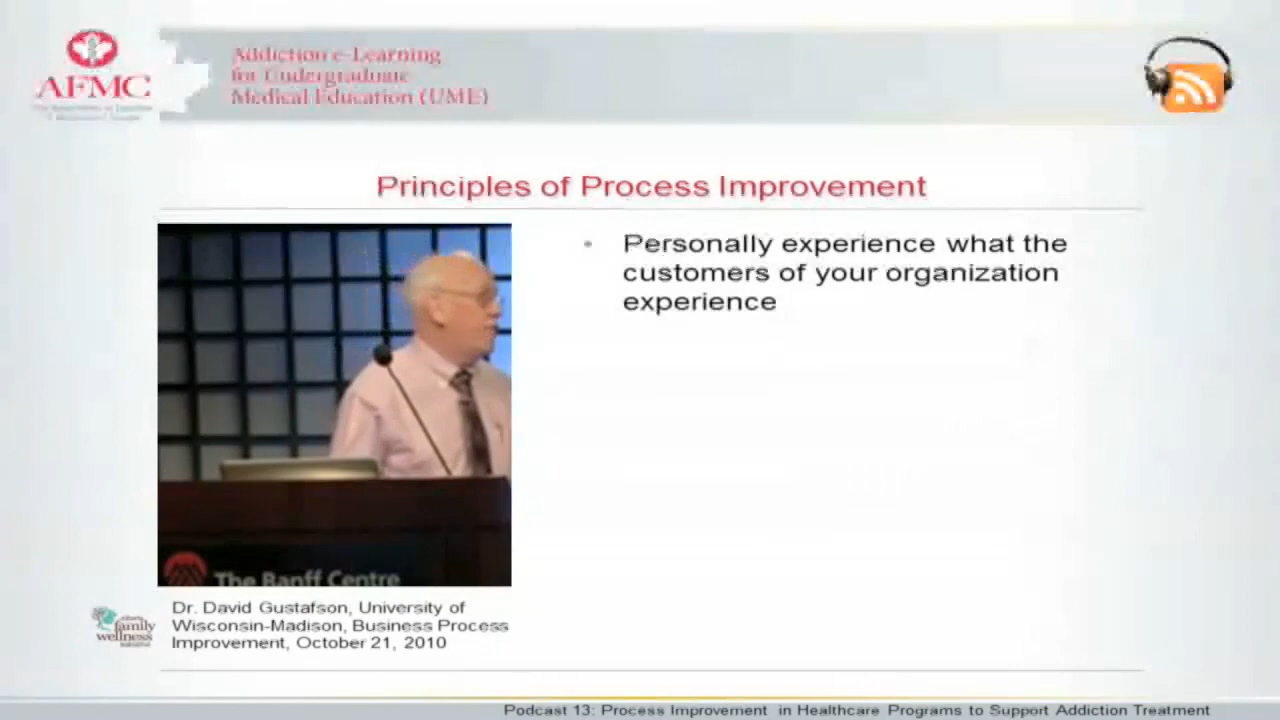 AFMC
Addiction e-Learning
for Undergraduate
Medical Education (UME)
Principles of Process Improvement
• Personally experience what the
customers of your organization
experience
The Banff Centre
family
wellness
Dr. David Gustafson, University of
Wisconsin-Madison, Business Process
Improvement, October 21, 2010
Podcast 13: Process Improvement in Healthcare Programs to Support Addiction Treatment